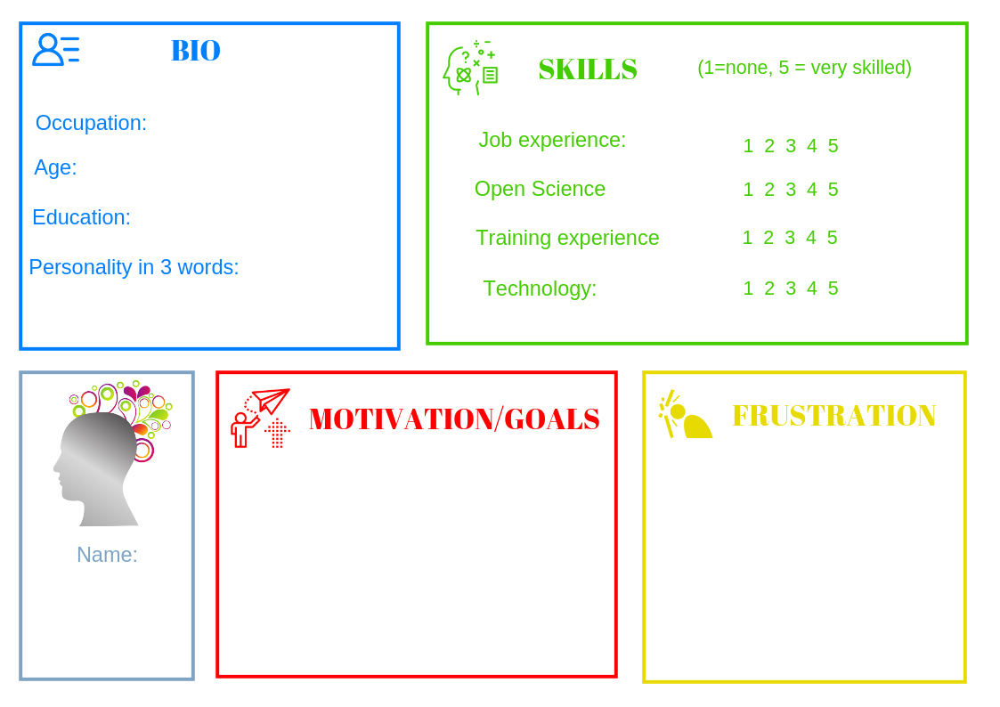 BIO
Occupation:
Age:
Education:
Personality in 3 words:
SKILLS
(1=none, 5 = very skilled)
Job experience:
1 2 3 4 5
Open Science
1 2 3 4 5
Training experience
1 2 3 4 5
Technology:
1 2 3 4 5
Name:
MOTIVATION/GOALS
FRUSTRATION